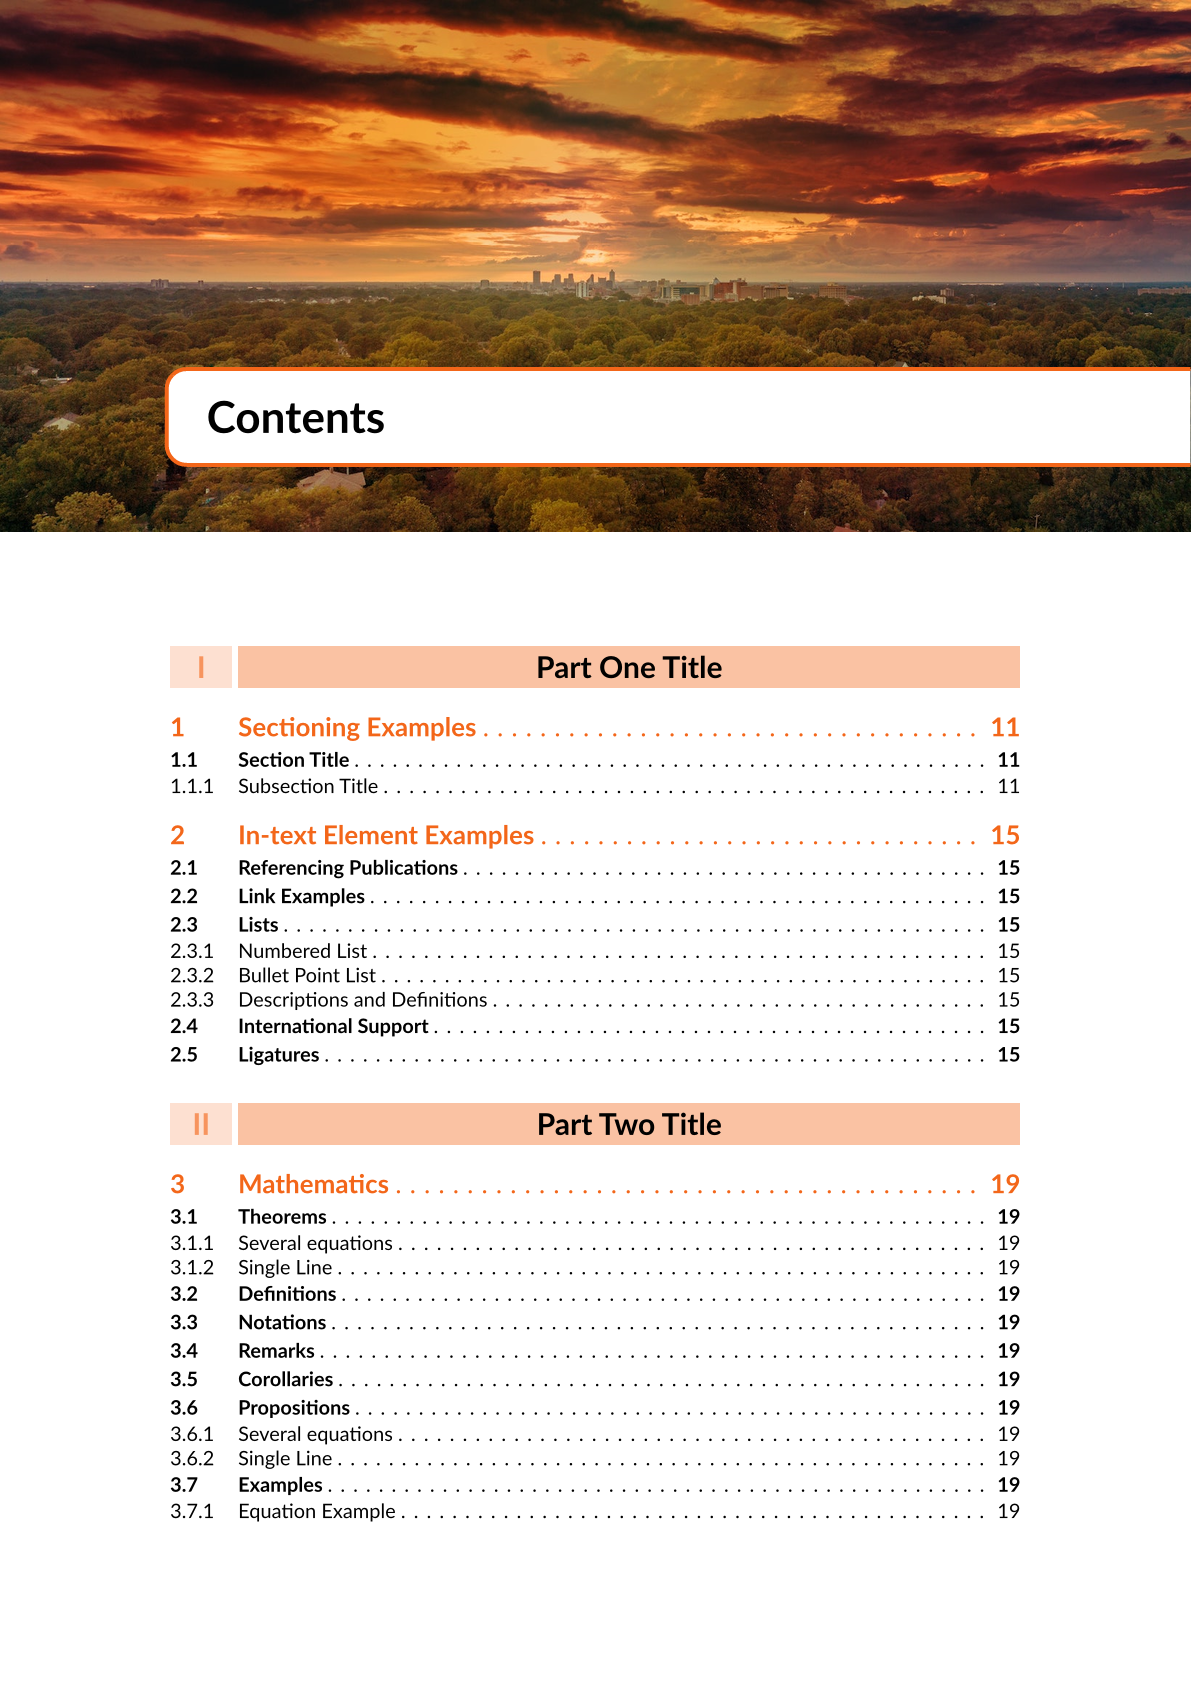 Contents
I Part One Title
1 Sectioning Examples . . . . . . . . . . . . . . . . . . . . . . . . . . . . . . . . . . . 11
1.1 Section Title . . . . . . . . . . . . . . . . . . . . . . . . . . . . . . . . . . . . . . . . . . . . . . . . . . 11
1.1.1 Subsection Title . . . . . . . . . . . . . . . . . . . . . . . . . . . . . . . . . . . . . . . . . . . . . . . 11
2 In-text Element Examples . . . . . . . . . . . . . . . . . . . . . . . . . . . . . . . 15
2.1 Referencing Publications . . . . . . . . . . . . . . . . . . . . . . . . . . . . . . . . . . . . . . . . . 15
2.2 Link Examples . . . . . . . . . . . . . . . . . . . . . . . . . . . . . . . . . . . . . . . . . . . . . . . . 15
2.3 Lists . . . . . . . . . . . . . . . . . . . . . . . . . . . . . . . . . . . . . . . . . . . . . . . . . . . . . . . 15
2.3.1 Numbered List . . . . . . . . . . . . . . . . . . . . . . . . . . . . . . . . . . . . . . . . . . . . . . . . 15
2.3.2 Bullet Point List . . . . . . . . . . . . . . . . . . . . . . . . . . . . . . . . . . . . . . . . . . . . . . . 15
2.3.3 Descriptions and Definitions . . . . . . . . . . . . . . . . . . . . . . . . . . . . . . . . . . . . . . . 15
2.4 International Support . . . . . . . . . . . . . . . . . . . . . . . . . . . . . . . . . . . . . . . . . . . 15
2.5 Ligatures . . . . . . . . . . . . . . . . . . . . . . . . . . . . . . . . . . . . . . . . . . . . . . . . . . . . 15
II Part Two Title
3 Mathematics . . . . . . . . . . . . . . . . . . . . . . . . . . . . . . . . . . . . . . . . . 19
3.1 Theorems . . . . . . . . . . . . . . . . . . . . . . . . . . . . . . . . . . . . . . . . . . . . . . . . . . . 19
3.1.1 Several equations . . . . . . . . . . . . . . . . . . . . . . . . . . . . . . . . . . . . . . . . . . . . . . 19
3.1.2 Single Line . . . . . . . . . . . . . . . . . . . . . . . . . . . . . . . . . . . . . . . . . . . . . . . . . . . 19
3.2 Definitions . . . . . . . . . . . . . . . . . . . . . . . . . . . . . . . . . . . . . . . . . . . . . . . . . . . 19
3.3 Notations . . . . . . . . . . . . . . . . . . . . . . . . . . . . . . . . . . . . . . . . . . . . . . . . . . . 19
3.4 Remarks . . . . . . . . . . . . . . . . . . . . . . . . . . . . . . . . . . . . . . . . . . . . . . . . . . . . 19
3.5 Corollaries . . . . . . . . . . . . . . . . . . . . . . . . . . . . . . . . . . . . . . . . . . . . . . . . . . . 19
3.6 Propositions . . . . . . . . . . . . . . . . . . . . . . . . . . . . . . . . . . . . . . . . . . . . . . . . . . 19
3.6.1 Several equations . . . . . . . . . . . . . . . . . . . . . . . . . . . . . . . . . . . . . . . . . . . . . . 19
3.6.2 Single Line . . . . . . . . . . . . . . . . . . . . . . . . . . . . . . . . . . . . . . . . . . . . . . . . . . . 19
3.7 Examples . . . . . . . . . . . . . . . . . . . . . . . . . . . . . . . . . . . . . . . . . . . . . . . . . . . . 19
3.7.1 Equation Example . . . . . . . . . . . . . . . . . . . . . . . . . . . . . . . . . . . . . . . . . . . . . . 19